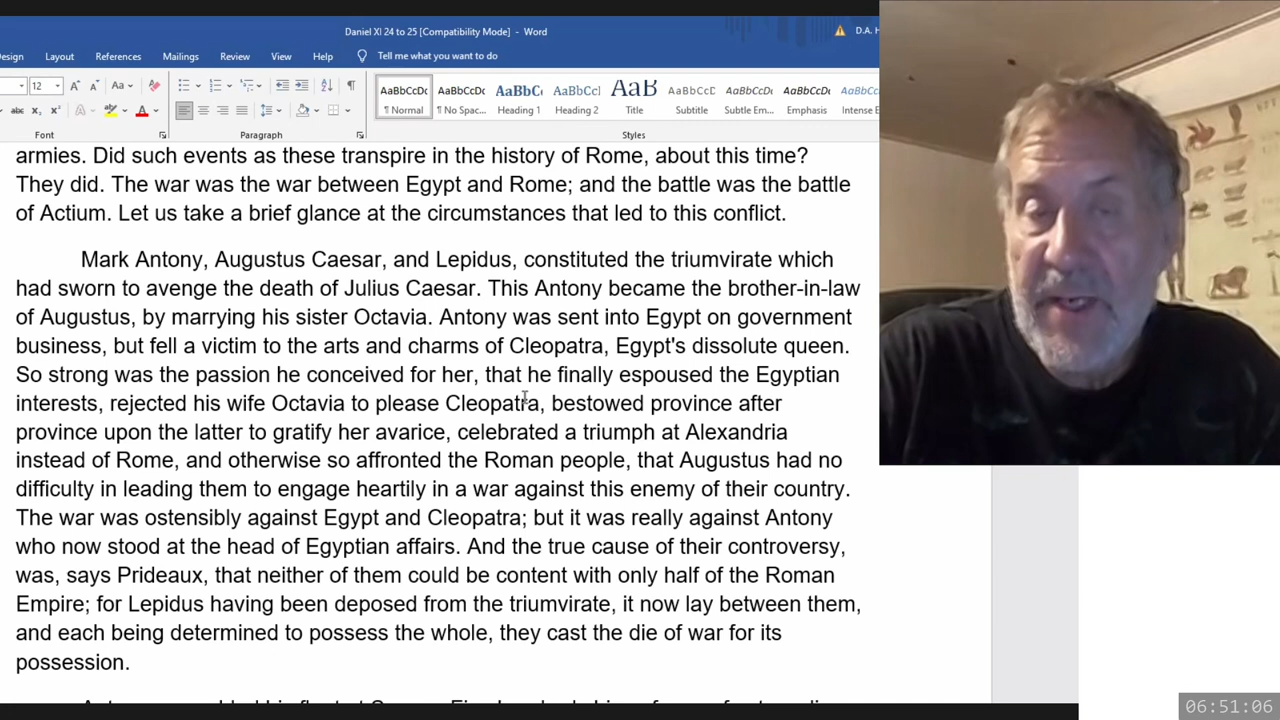 Daniel XI 24 to 25 [Compatibility Mode] - Word
D.A. H
esign Layout References Mailings Review View Help Tell me what you want to do
12 Aa
abc
AaBbCcDc AaBbCcDc AaBbC AaBbCcC AaB AaBbCcD AaBbCcDc AaBbCcDc AaBbCcDc
¶ Normal ¶ No Spac... Heading 1 Heading 2 Title Subtitle Subtle Em... Emphasis Intense E
Font Paragraph Styles
armies. Did such events as these transpire in the history of Rome, about this time?
They did. The war was the war between Egypt and Rome; and the battle was the battle
of Actium. Let us take a brief glance at the circumstances that led to this conflict.
Mark Antony, Augustus Caesar, and Lepidus, constituted the triumvirate which
had sworn to avenge the death of Julius Caesar. This Antony became the brother-in-law
of Augustus, by marrying his sister Octavia. Antony was sent into Egypt on government
business, but fell a victim to the arts and charms of Cleopatra, Egypt's dissolute queen.
So strong was the passion he conceived for her, that he finally espoused the Egyptian
interests, rejected his wife Octavia to please Cleopatra, bestowed province after
province upon the latter to gratify her avarice, celebrated a triumph at Alexandria
instead of Rome, and otherwise so affronted the Roman people, that Augustus had no
difficulty in leading them to engage heartily in a war against this enemy of their country.
The war was ostensibly against Egypt and Cleopatra; but it was really against Antony
who now stood at the head of Egyptian affairs. And the true cause of their controversy,
was, says Prideaux, that neither of them could be content with only half of the Roman
Empire; for Lepidus having been deposed from the triumvirate, it now lay between them,
and each being determined to possess the whole, they cast the die of war for its
possession.
06:51:06